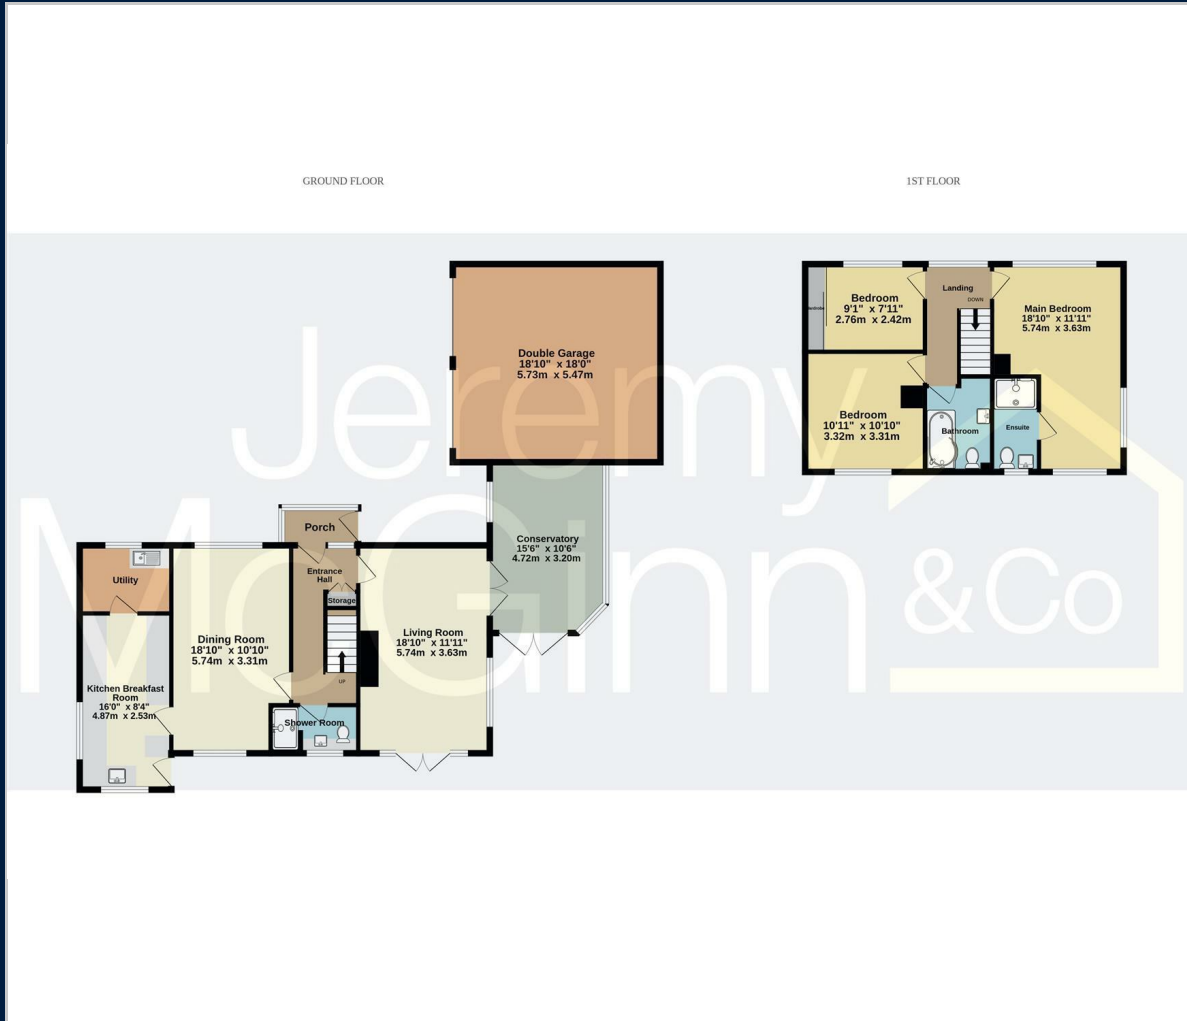 GROUND FLOOR
1ST FLOOR
Double Garage
18'10" x 18'0"
5.73m x 5.47m
Conservatory
15'6" x 10'6"
4.72m x 3.20m
Porch
Entrance
Hall
Storage
Utility
Dining Room
18'10" x 10'10"
5.74m x 3.31m
Living Room
18'10" x 11'11"
5.74m x 3.63m
UP
Kitchen Breakfast
Room
16'0" x 8'4"
4.87m x 2.53m
Shower Room
Bedroom
9'1" x 7'11"
2.76m x 2.42m
Landing
DOWN
Main Bedroom
18'10" x 11'11"
5.74m x 3.63m
Bedroom
10'11" x 10'10"
3.32m x 3.31m
Bathroom
Ensuite
Jeremy
McGinn & Co